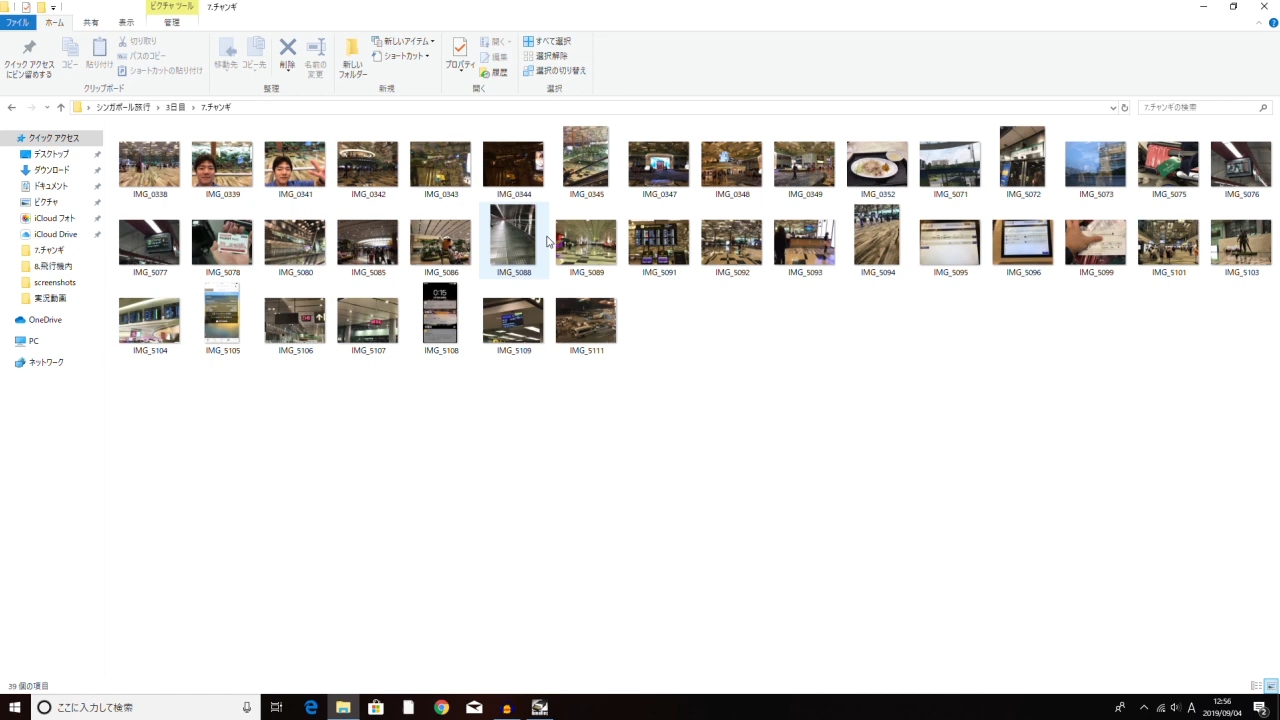 ピクチャ ツール
7.チャンギ
ファイル
ホーム
共有
表示
管理
クイック アクセス
にピン留めする
コピー
貼り付け
切り取り
パスのコピー
ショートカットの貼り付け
クリップボード
移動先
コピー先
削除
名前の
変更
整理
新しい
フォルダー
新しいアイテム
ショートカット
新規
プロパティ
開く
編集
履歴
開く
すべて選択
選択解除
選択の切り替え
選択
シンガポール旅行 › 3日目 › 7.チャンギ
7.チャンギの検索
クイック アクセス
デスクトップ
ダウンロード
ドキュメント
ピクチャ
iCloud フォト
iCloud Drive
7.チャンギ
8.飛行機内
screenshots
実況動画
OneDrive
PC
ネットワーク
IMG_0338
IMG_0339
IMG_0341
IMG_0342
IMG_0343
IMG_0344
IMG_0345
IMG_0347
IMG_0348
IMG_0349
IMG_0352
IMG_5071
IMG_5072
IMG_5073
IMG_5075
IMG_5076
IMG_5077
IMG_5078
IMG_5080
IMG_5085
IMG_5086
IMG_5088
IMG_5089
IMG_5091
IMG_5092
IMG_5093
IMG_5094
IMG_5095
IMG_5096
IMG_5099
IMG_5101
IMG_5103
0:15
IMG_5104
IMG_5105
IMG_5106
IMG_5107
IMG_5108
IMG_5109
IMG_5111
39 個の項目
ここに入力して検索
A
12:56
2019/09/04
2